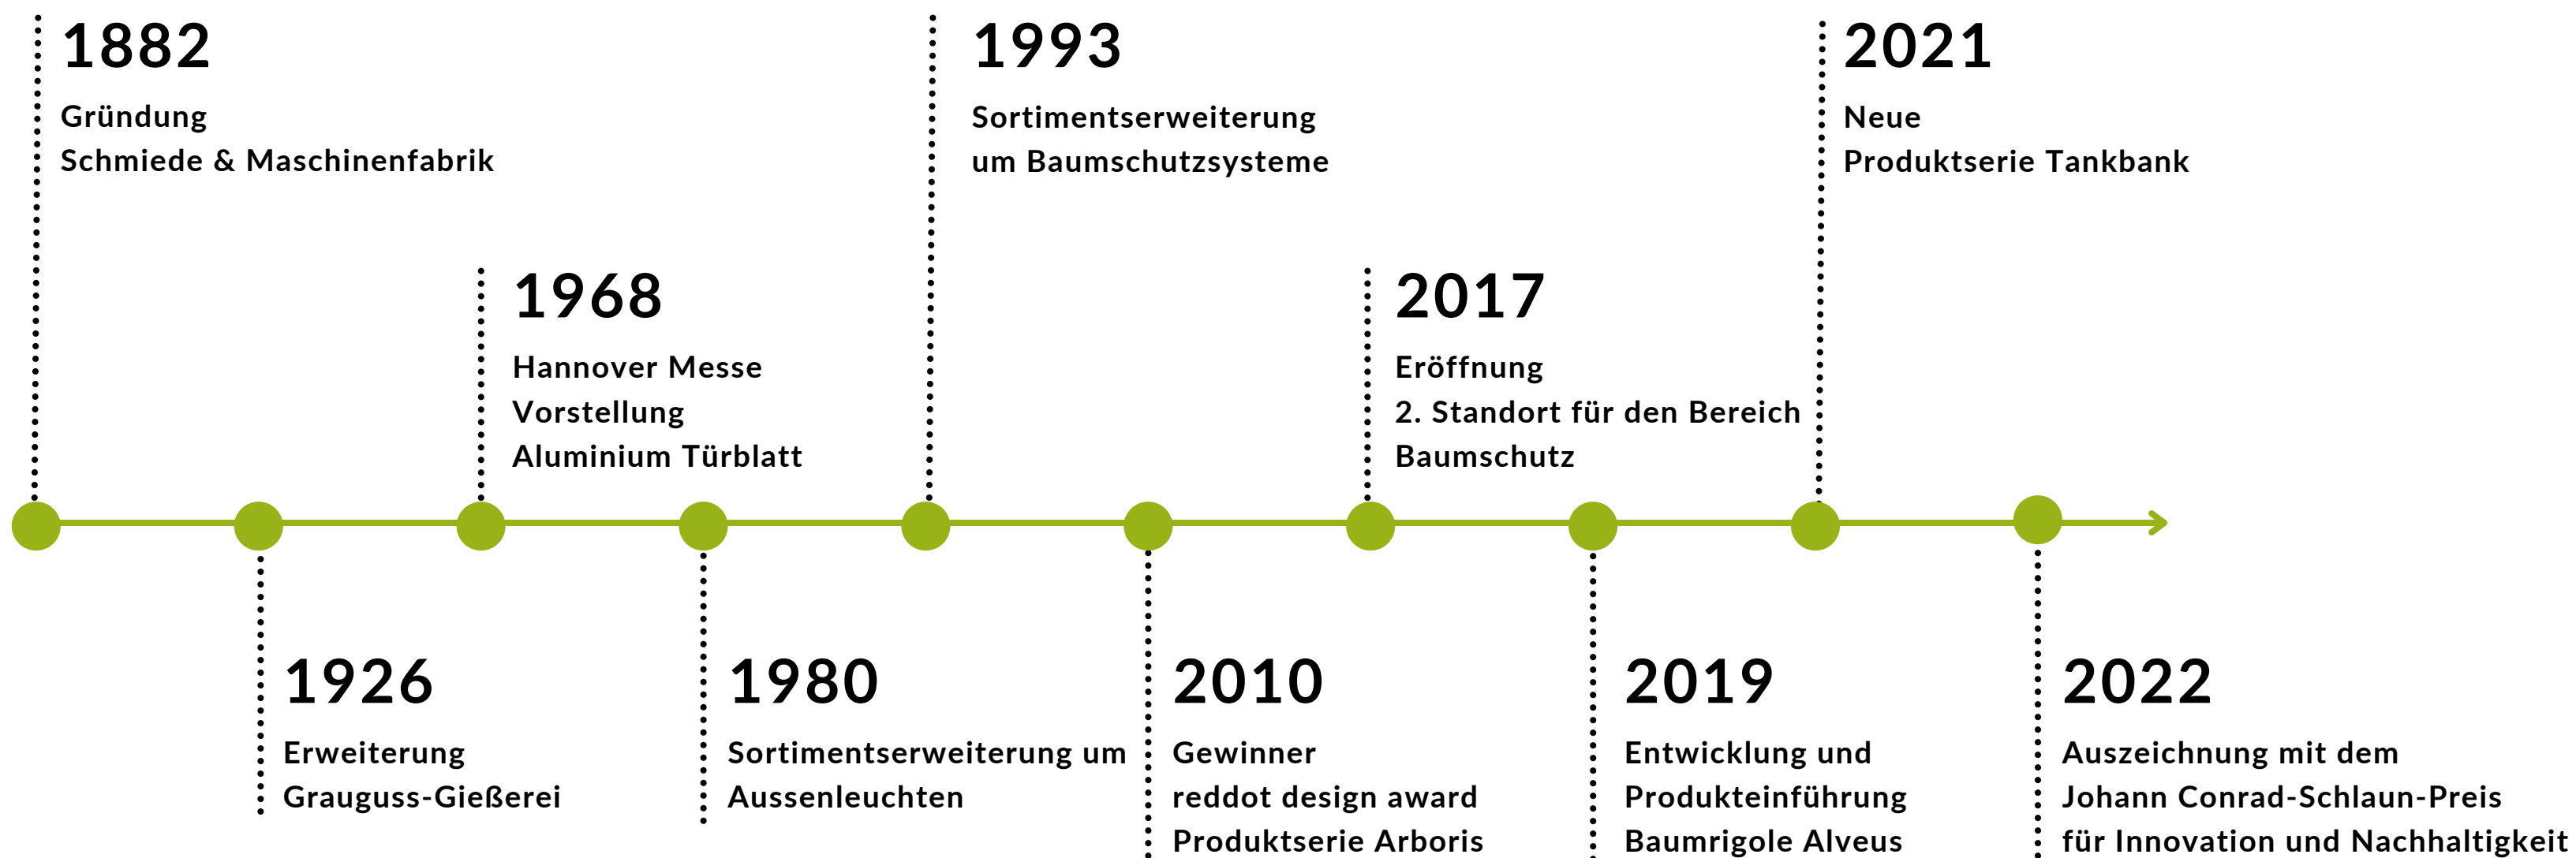 1882
Gründung
Schmiede & Maschinenfabrik
1926
Erweiterung
Grauguss-Gießerei
1968
Hannover Messe
Vorstellung
Aluminium Türblatt
1980
Sortimentserweiterung um
Aussenleuchten
1993
Sortimentserweiterung
um Baumschutzsysteme
2010
Gewinner
reddot design award
Produktserie Arboris
2017
Eröffnung
2. Standort für den Bereich
Baumschutz
2019
Entwicklung und
Produkteinführung
Baumrigole Alveus
2021
Neue
Produktserie Tankbank
2022
Auszeichnung mit dem
Johann Conrad-Schlaun-Preis
für Innovation und Nachhaltigkeit